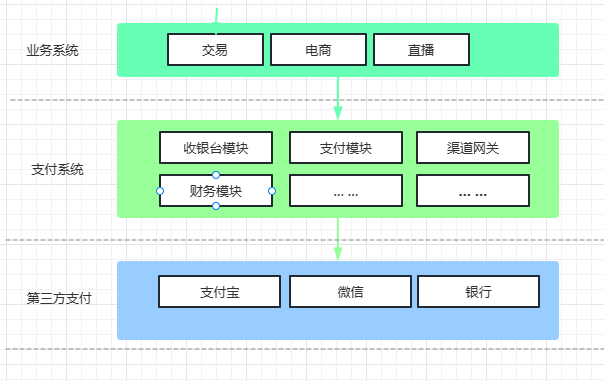 业务系统
交易
电商
直播
支付系统
收银台模块
支付模块
渠道网关
财务模块
... ...
... ...
第三方支付
支付宝
微信
银行